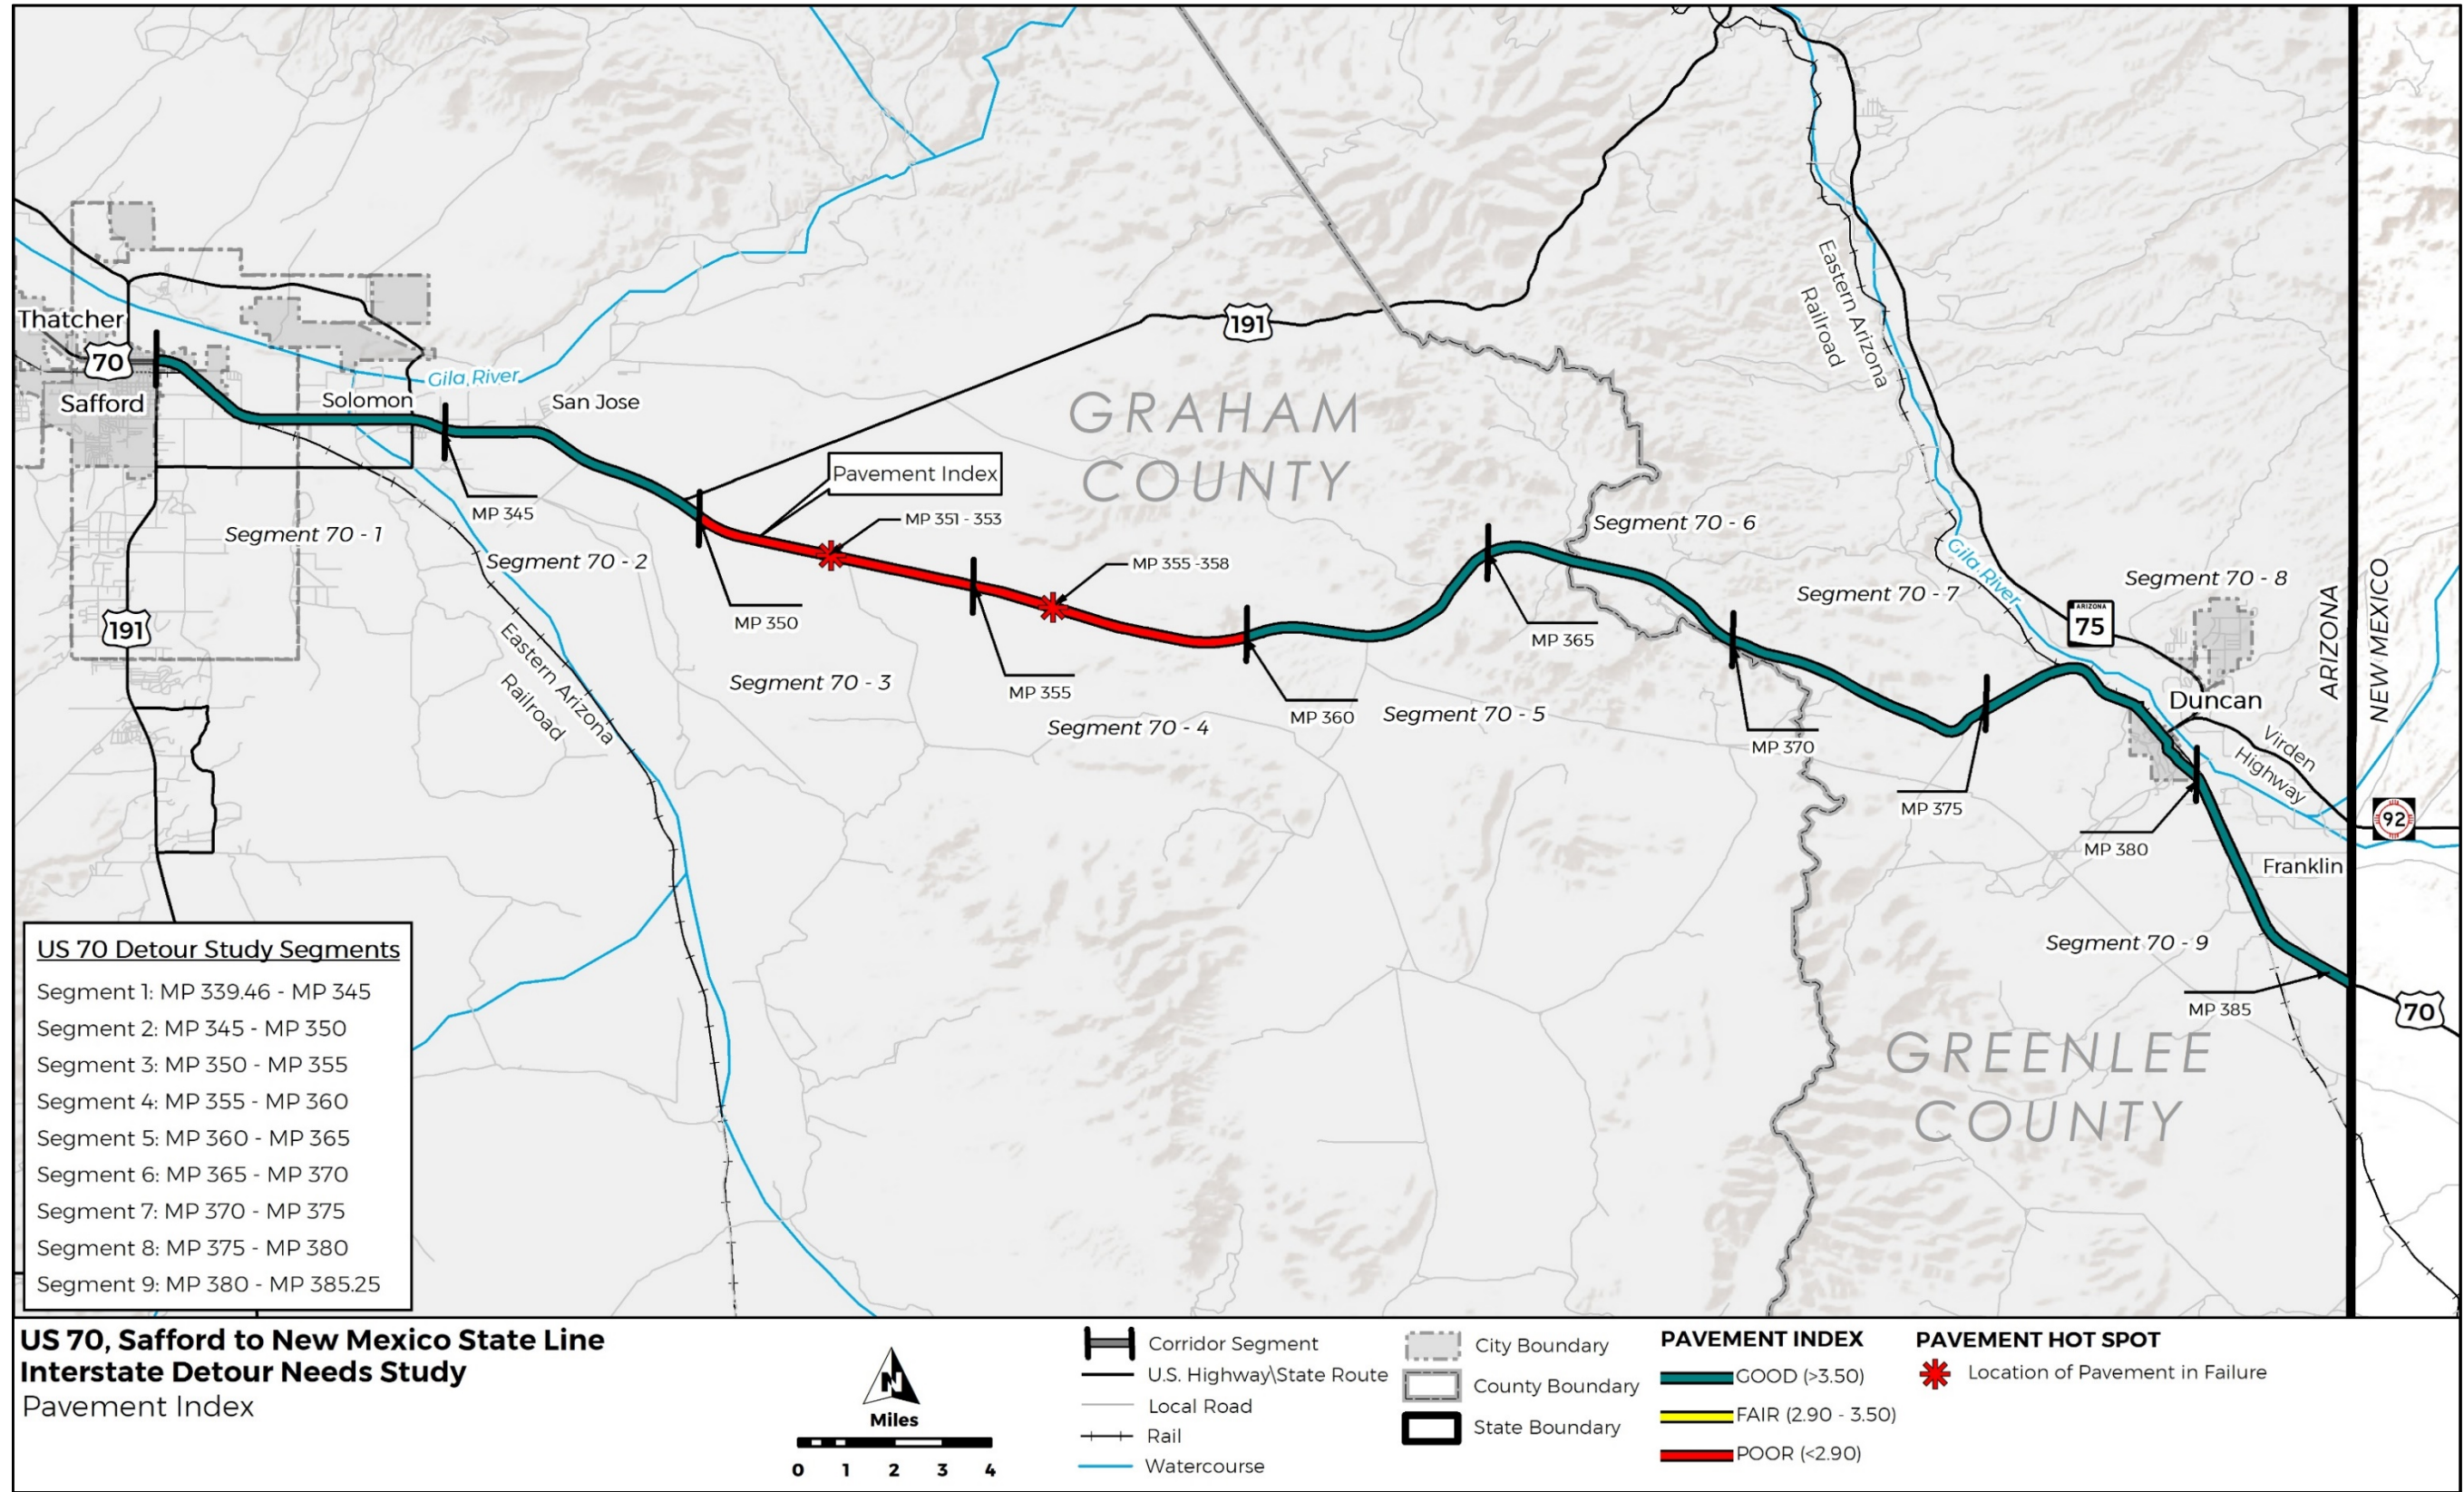 Thatcher
70
Safford
Solomon
Gila River
San Jose
191
GRAHAM
COUNTY
Eastern Arizona
Railroad
Pavement Index
MP 351 - 353
MP 345
Segment 70 - 1
Segment 70 - 2
MP 355 -358
Segment 70 - 6
Gila River
Segment 70 - 8
Segment 70 - 7
ARIZONA
NEW MEXICO
ARIZONA
75
191
MP 350
MP 365
Eastern Arizona
Railroad
Segment 70 - 3
MP 355
MP 360
Segment 70 - 5
Segment 70 - 4
MP 370
Duncan
Virden
Highway
MP 375
92
MP 380
Franklin
Segment 70 - 9
MP 385
70
GREENLEE
COUNTY
US 70 Detour Study Segments
Segment 1: MP 339.46 - MP 345
Segment 2: MP 345 - MP 350
Segment 3: MP 350 - MP 355
Segment 4: MP 355 - MP 360
Segment 5: MP 360 - MP 365
Segment 6: MP 365 - MP 370
Segment 7: MP 370 - MP 375
Segment 8: MP 375 - MP 380
Segment 9: MP 380 - MP 385.25
US 70, Safford to New Mexico State Line
Interstate Detour Needs Study
Pavement Index
N
Miles
0 1 2 3 4
Corridor Segment
U.S. Highway\State Route
Local Road
Rail
Watercourse
City Boundary
County Boundary
State Boundary
PAVEMENT INDEX
GOOD (>3.50)
FAIR (2.90 - 3.50)
POOR (<2.90)
PAVEMENT HOT SPOT
Location of Pavement in Failure